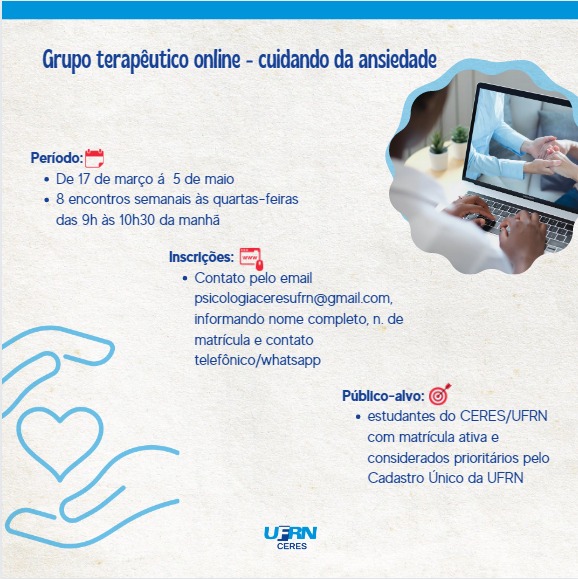 Grupo terapêutico online - cuidando da ansiedade
Período:
• De 17 de março á 5 de maio
• 8 encontros semanais às quartas-feiras
das 9h às 10h30 da manhã
Inscrições:
www
• Contato pelo email
psicologiaceresufrn@gmail.com,
informando nome completo, n. de
matrícula e contato
telefônico/whatsapp
Público-alvo:
• estudantes do CERES/UFRN
com matrícula ativa e
considerados prioritários pelo
Cadastro Único da UFRN
UFRN
CERES